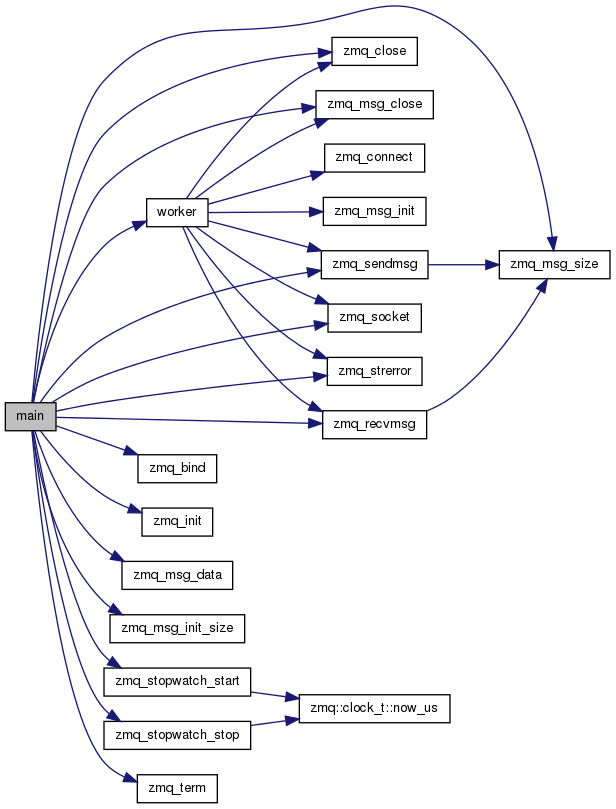 zmq_close
zmq_msg_close
zmq_connect
worker
zmq_msg_init
zmq_sendmsg
zmq_msg_size
zmq_socket
zmq_strerror
main
zmq_recvmsg
zmq_bind
zmq_init
zmq_msg_data
zmq_msg_init_size
zmq_stopwatch_start
zmq::clock_t::now_us
zmq_stopwatch_stop
zmq_term